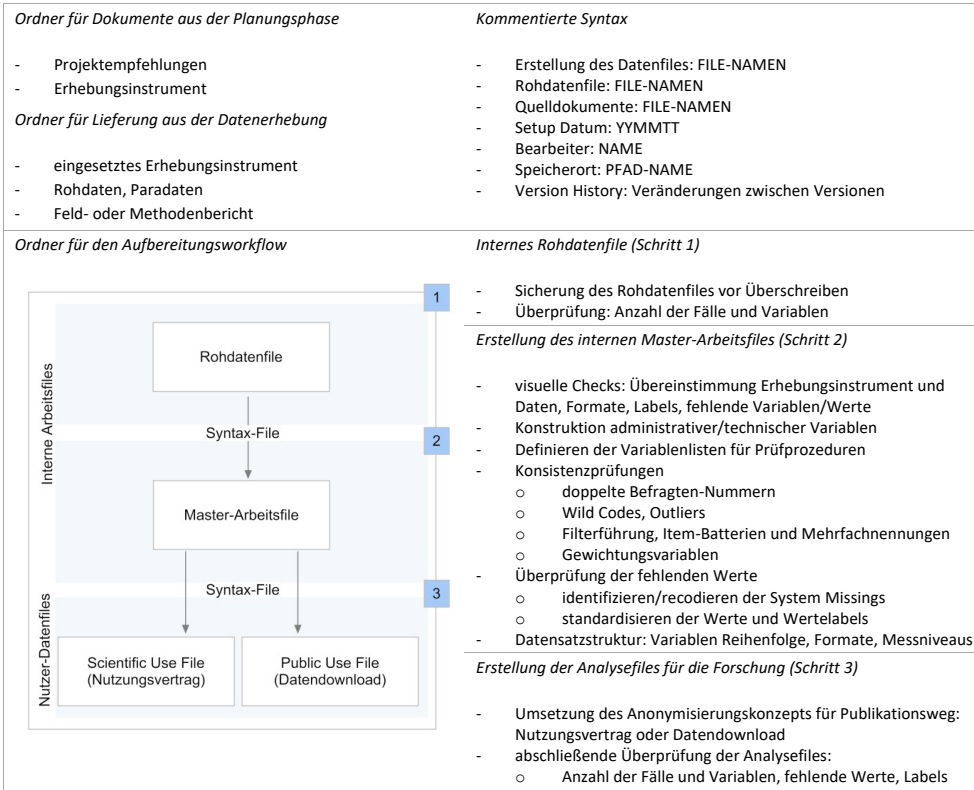 Ordner für Dokumente aus der Planungsphase
- Projektempfehlungen
- Erhebungsinstrument
Ordner für Lieferung aus der Datenerhebung
- eingesetztes Erhebungsinstrument
- Rohdaten, Paradaten
- Feld- oder Methodenbericht
Kommentierte Syntax
- Erstellung des Datenfiles: FILE-NAMEN
- Rohdatenfile: FILE-NAMEN
- Quelldokumente: FILE-NAMEN
- Setup Datum: YYMMTT
- Bearbeiter: NAME
- Speicherort: PFAD-NAME
- Version History: Veränderungen zwischen Versionen
Ordner für den Aufbereitungsworkflow
1
Interne Arbeitsfiles
Rohdatenfile
Syntax-File
2
Master-Arbeitsfile
Syntax-File
3
Nutzer-Datenfiles
Scientific Use File
(Nutzungsvertrag)
Public Use File
(Datendownload)
Internes Rohdatenfile (Schritt 1)
- Sicherung des Rohdatenfiles vor Überschreiben
- Überprüfung: Anzahl der Fälle und Variablen
Erstellung des internen Master-Arbeitsfiles (Schritt 2)
- visuelle Checks: Übereinstimmung Erhebungsinstrument und
Daten, Formate, Labels, fehlende Variablen/Werte
- Konstruktion administrativer/technischer Variablen
- Definieren der Variablenlisten für Prüfprozeduren
- Konsistenzprüfungen
o doppelte Befragten-Nummern
o Wild Codes, Outliers
o Filterführung, Item-Batterien und Mehrfachnennungen
o Gewichtungsvariablen
- Überprüfung der fehlenden Werte
o identifizieren/recodieren der System Missings
o standardisieren der Werte und Wertelabels
- Datensatzstruktur: Variablen Reihenfolge, Formate, Messniveaus
Erstellung der Analysefiles für die Forschung (Schritt 3)
- Umsetzung des Anonymisierungskonzepts für Publikationsweg:
Nutzungsvertrag oder Datendownload
- abschließende Überprüfung der Analysefiles:
o Anzahl der Fälle und Variablen, fehlende Werte, Labels